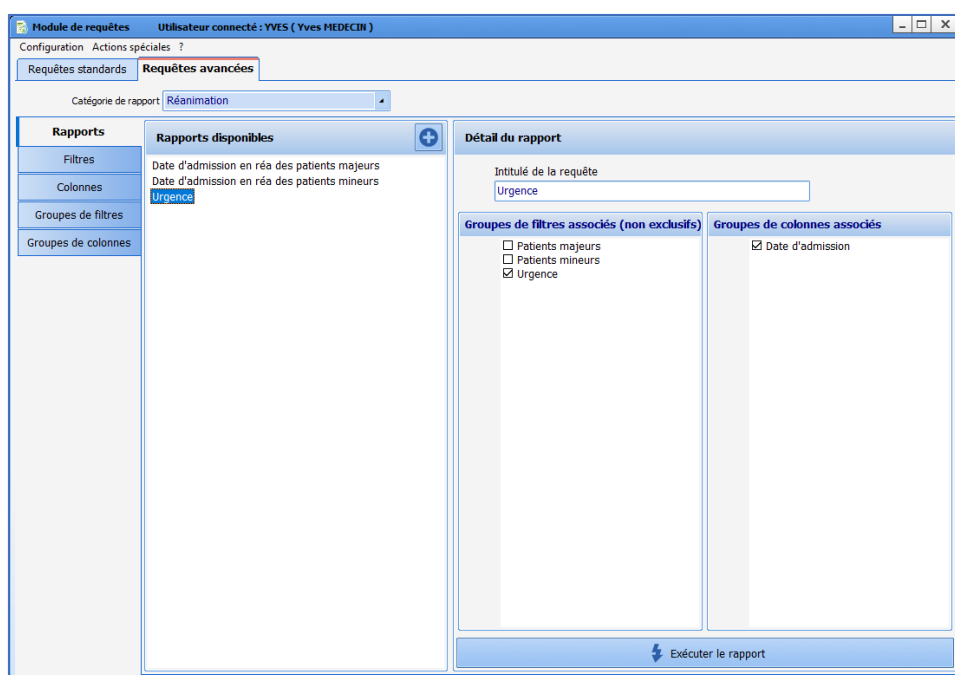 Module de requêtes Utilisateur connecté : YVES ( Yves MEDECIN )
Configuration Actions spéciales ?
Requêtes standards Requêtes avancées
Catégorie de rapport Réanimation
Rapports
Filtres
Colonnes
Groupes de filtres
Groupes de colonnes
Rapports disponibles
Date d'admission en réa des patients majeurs
Date d'admission en réa des patients mineurs
Urgence
Détail du rapport
Intitulé de la requête
Urgence
Groupes de filtres associés (non exclusifs)
Patients majeurs
Patients mineurs
Urgence
Groupes de colonnes associés
Date d'admission
Exécuter le rapport